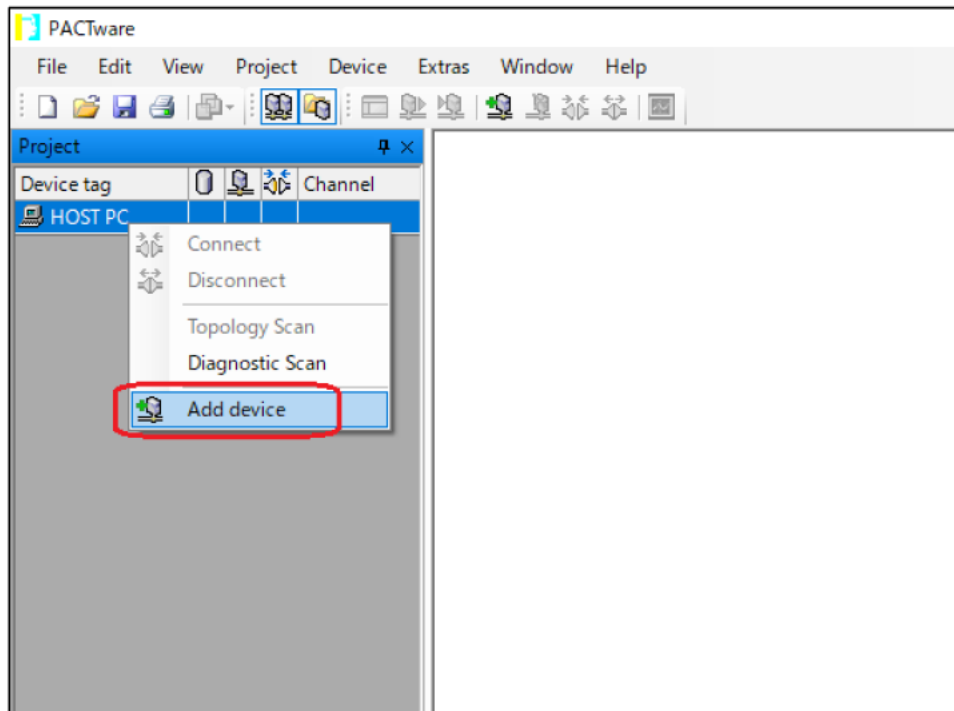 PACTware
File Edit View Project Device Extras Window Help
Project
Device tag Channel
HOST PC
Connect
Disconnect
Topology Scan
Diagnostic Scan
Add device